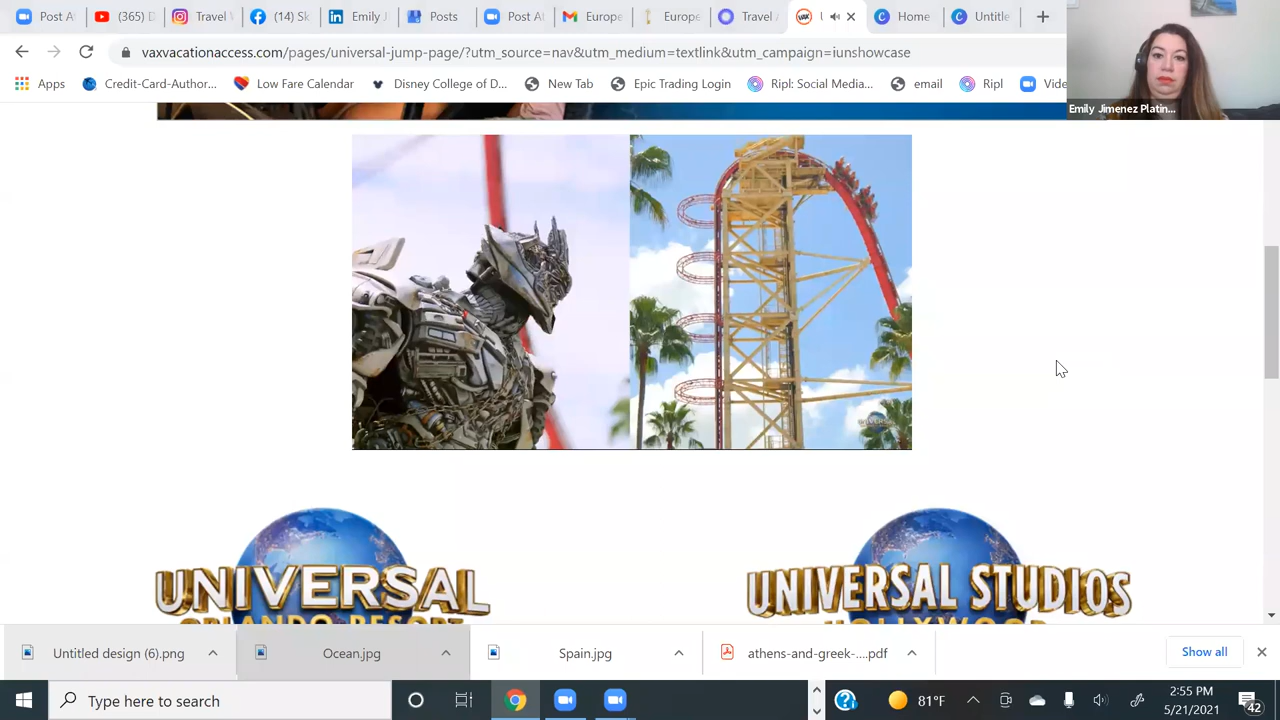 Post A
(365) D
Travel
(14) Sk
Emily J
Posts
Post A
Europe
Europe
Travel
Home
Untitle
vaxvacationaccess.com/pages/universal-jump-page/?utm_source=nav&utm_medium=textlink&utm_campaign=iunshowcase
Apps
Credit-Card-Author...
Low Fare Calendar
Disney College of D...
New Tab
Epic Trading Login
Ripl: Social Media...
email
Ripl
Vide
Emily Jimenez Platin...
UNIVERSAL
ORLANDO RESORT
UNIVERSAL STUDIOS
HOLLYWOOD
Untitled design (6).png
Ocean.jpg
Spain.jpg
athens-and-greek-....pdf
Show all
Type here to search
81°F
2:55 PM
5/21/2021
42